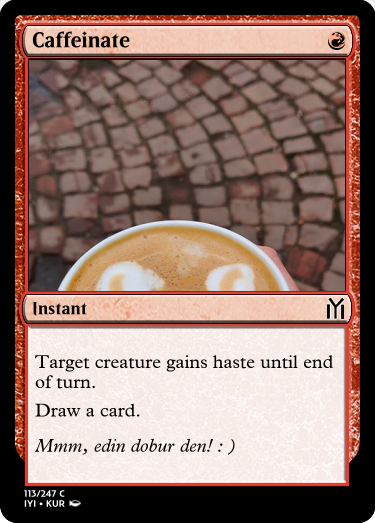 Caffeinate
Instant
Target creature gains haste until end
of turn.
Draw a card.
Mmm, edin dobur den! : )
113/247 C
IYI • KUR